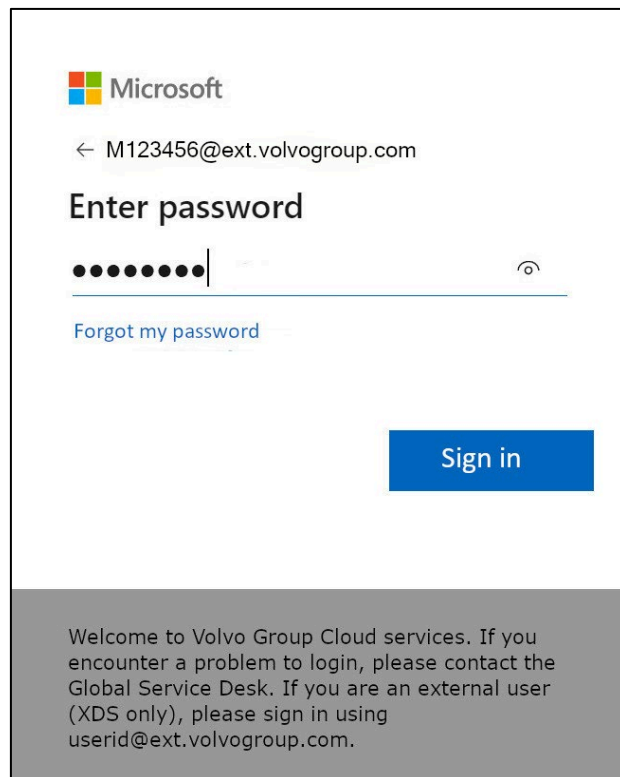 Microsoft
← M123456@ext.volvogroup.com
Enter password
●●●●●●●●
Forgot my password
Sign in
Welcome to Volvo Group Cloud services. If you
encounter a problem to login, please contact the
Global Service Desk. If you are an external user
(XDS only), please sign in using
userid@ext.volvogroup.com.